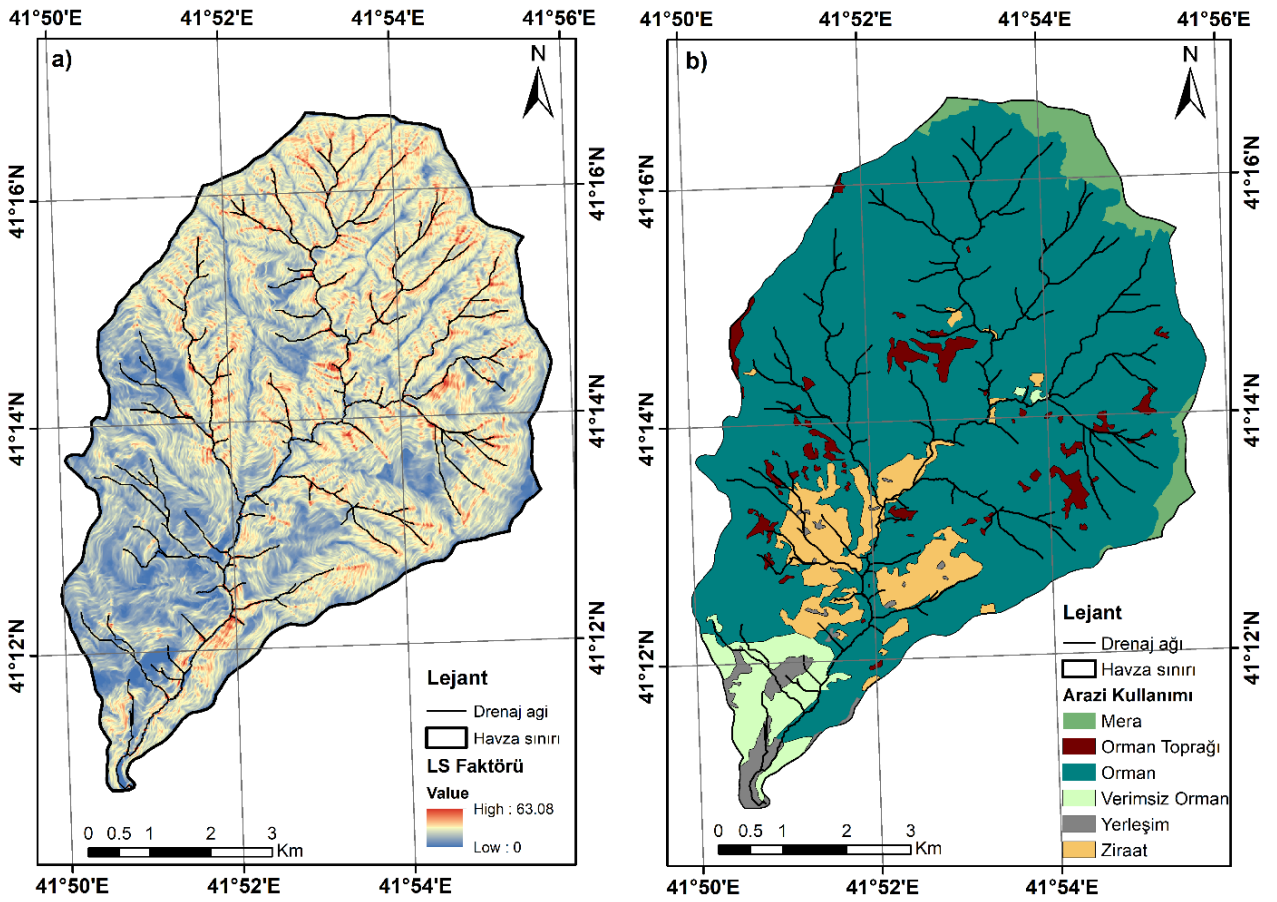 41°50'E
41°52'E
41°54'E
41°56'E
a)
N
41°16'N
41°16'N
41°14'N
41°14'N
41°12'N
41°12'N
Lejant
Drenaj agi
Havza sınırı
LS Faktörü
Value
High : 63.08
Low : 0
0 0.5 1 2 3
Km
41°50'E
41°52'E
41°54'E
41°50'E
41°52'E
41°54'E
41°56'E
b)
N
41°16'N
41°16'N
41°14'N
41°14'N
41°12'N
41°12'N
Lejant
Drenaj ağı
Havza sınırı
Arazi Kullanımı
Mera
Orman Toprağı
Orman
Verimsiz Orman
Yerleşim
Ziraat
0 0.5 1 2 3
Km
41°50'E
41°52'E
41°54'E